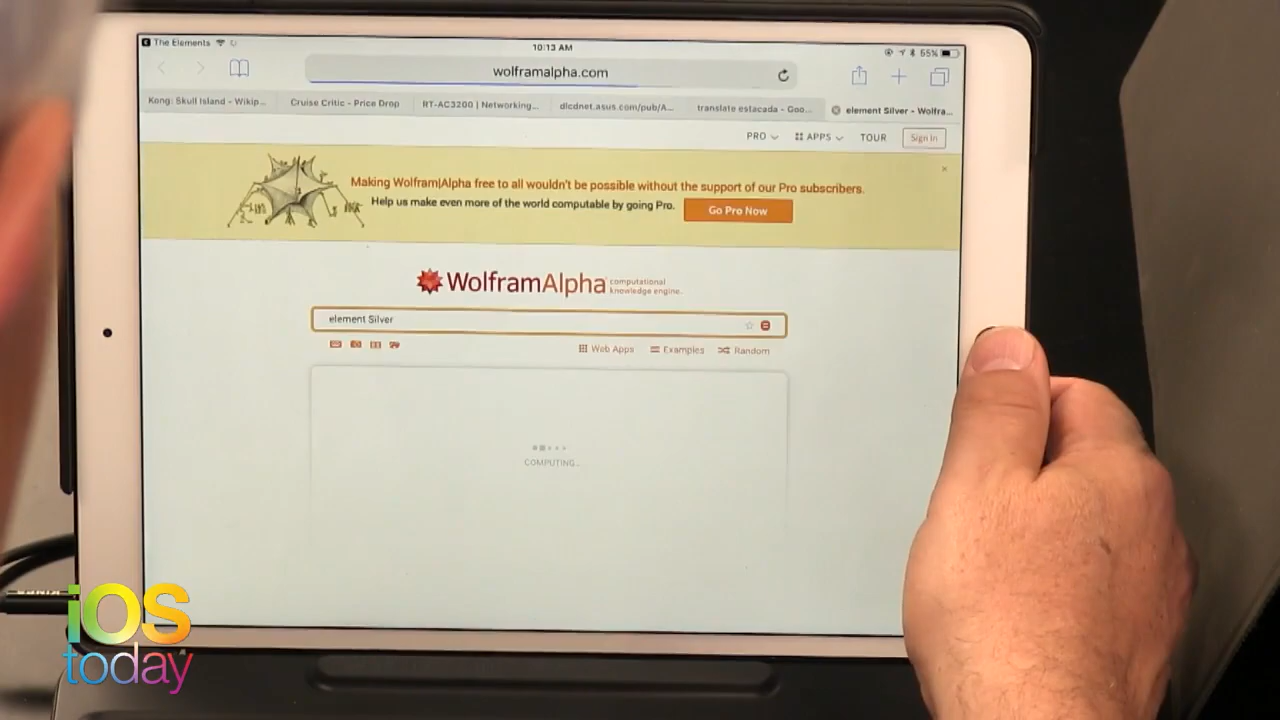 The Elements
10:13 AM
55%
wolframalpha.com
Kong: Skull Island - Wikip...
Cruise Critic - Price Drop
RT-AC3200 | Networking...
dlcdnet.asus.com/pub/A...
translate estacada - Goo...
element Silver - Wolfra...
PRO
APPS
TOUR
Sign In
Making Wolfram|Alpha free to all wouldn't be possible without the support of our Pro subscribers.
Help us make even more of the world computable by going Pro.
Go Pro Now
WolframAlpha computational knowledge engine.
element Silver
Web Apps
Examples
Random
COMPUTING...
iOS
today